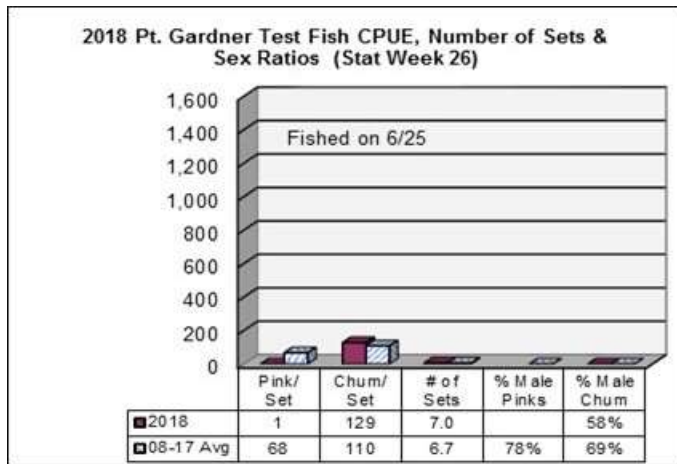 2018 Pt. Gardner Test Fish CPUE, Number of Sets &
Sex Ratios (Stat Week 26)
1,600
1,400
1,200
1,000
800
600
400
200
0
Fished on 6/25
Pink/ Chum/ # of % Male % Male
Set Set Sets Pinks Chum
2018 1 129 7.0 58%
08-17 Avg 68 110 6.7 78% 69%